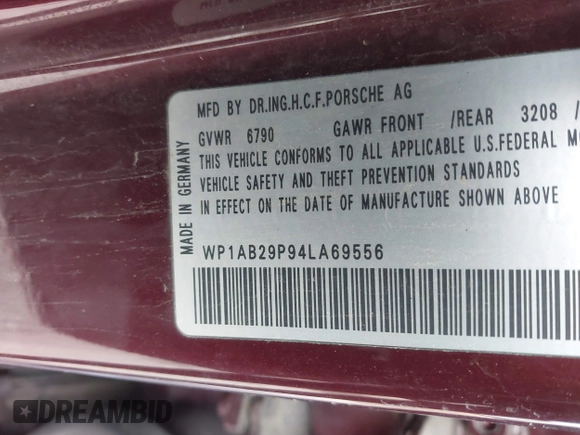 MFD BY DR.ING.H.C.F.PORSCHE AG
GVWR 6790 GAWR FRONT /REAR 3208 /
THIS VEHICLE CONFORMS TO ALL APPLICABLE U.S.FEDERAL MO
VEHICLE SAFETY AND THEFT PREVENTION STANDARDS
IN EFFECT ON THE DATE OF MANUFACTURE SHOWN ABOVE
WP1AB29P94LA69556
MADE IN GERMANY
DREAMBID